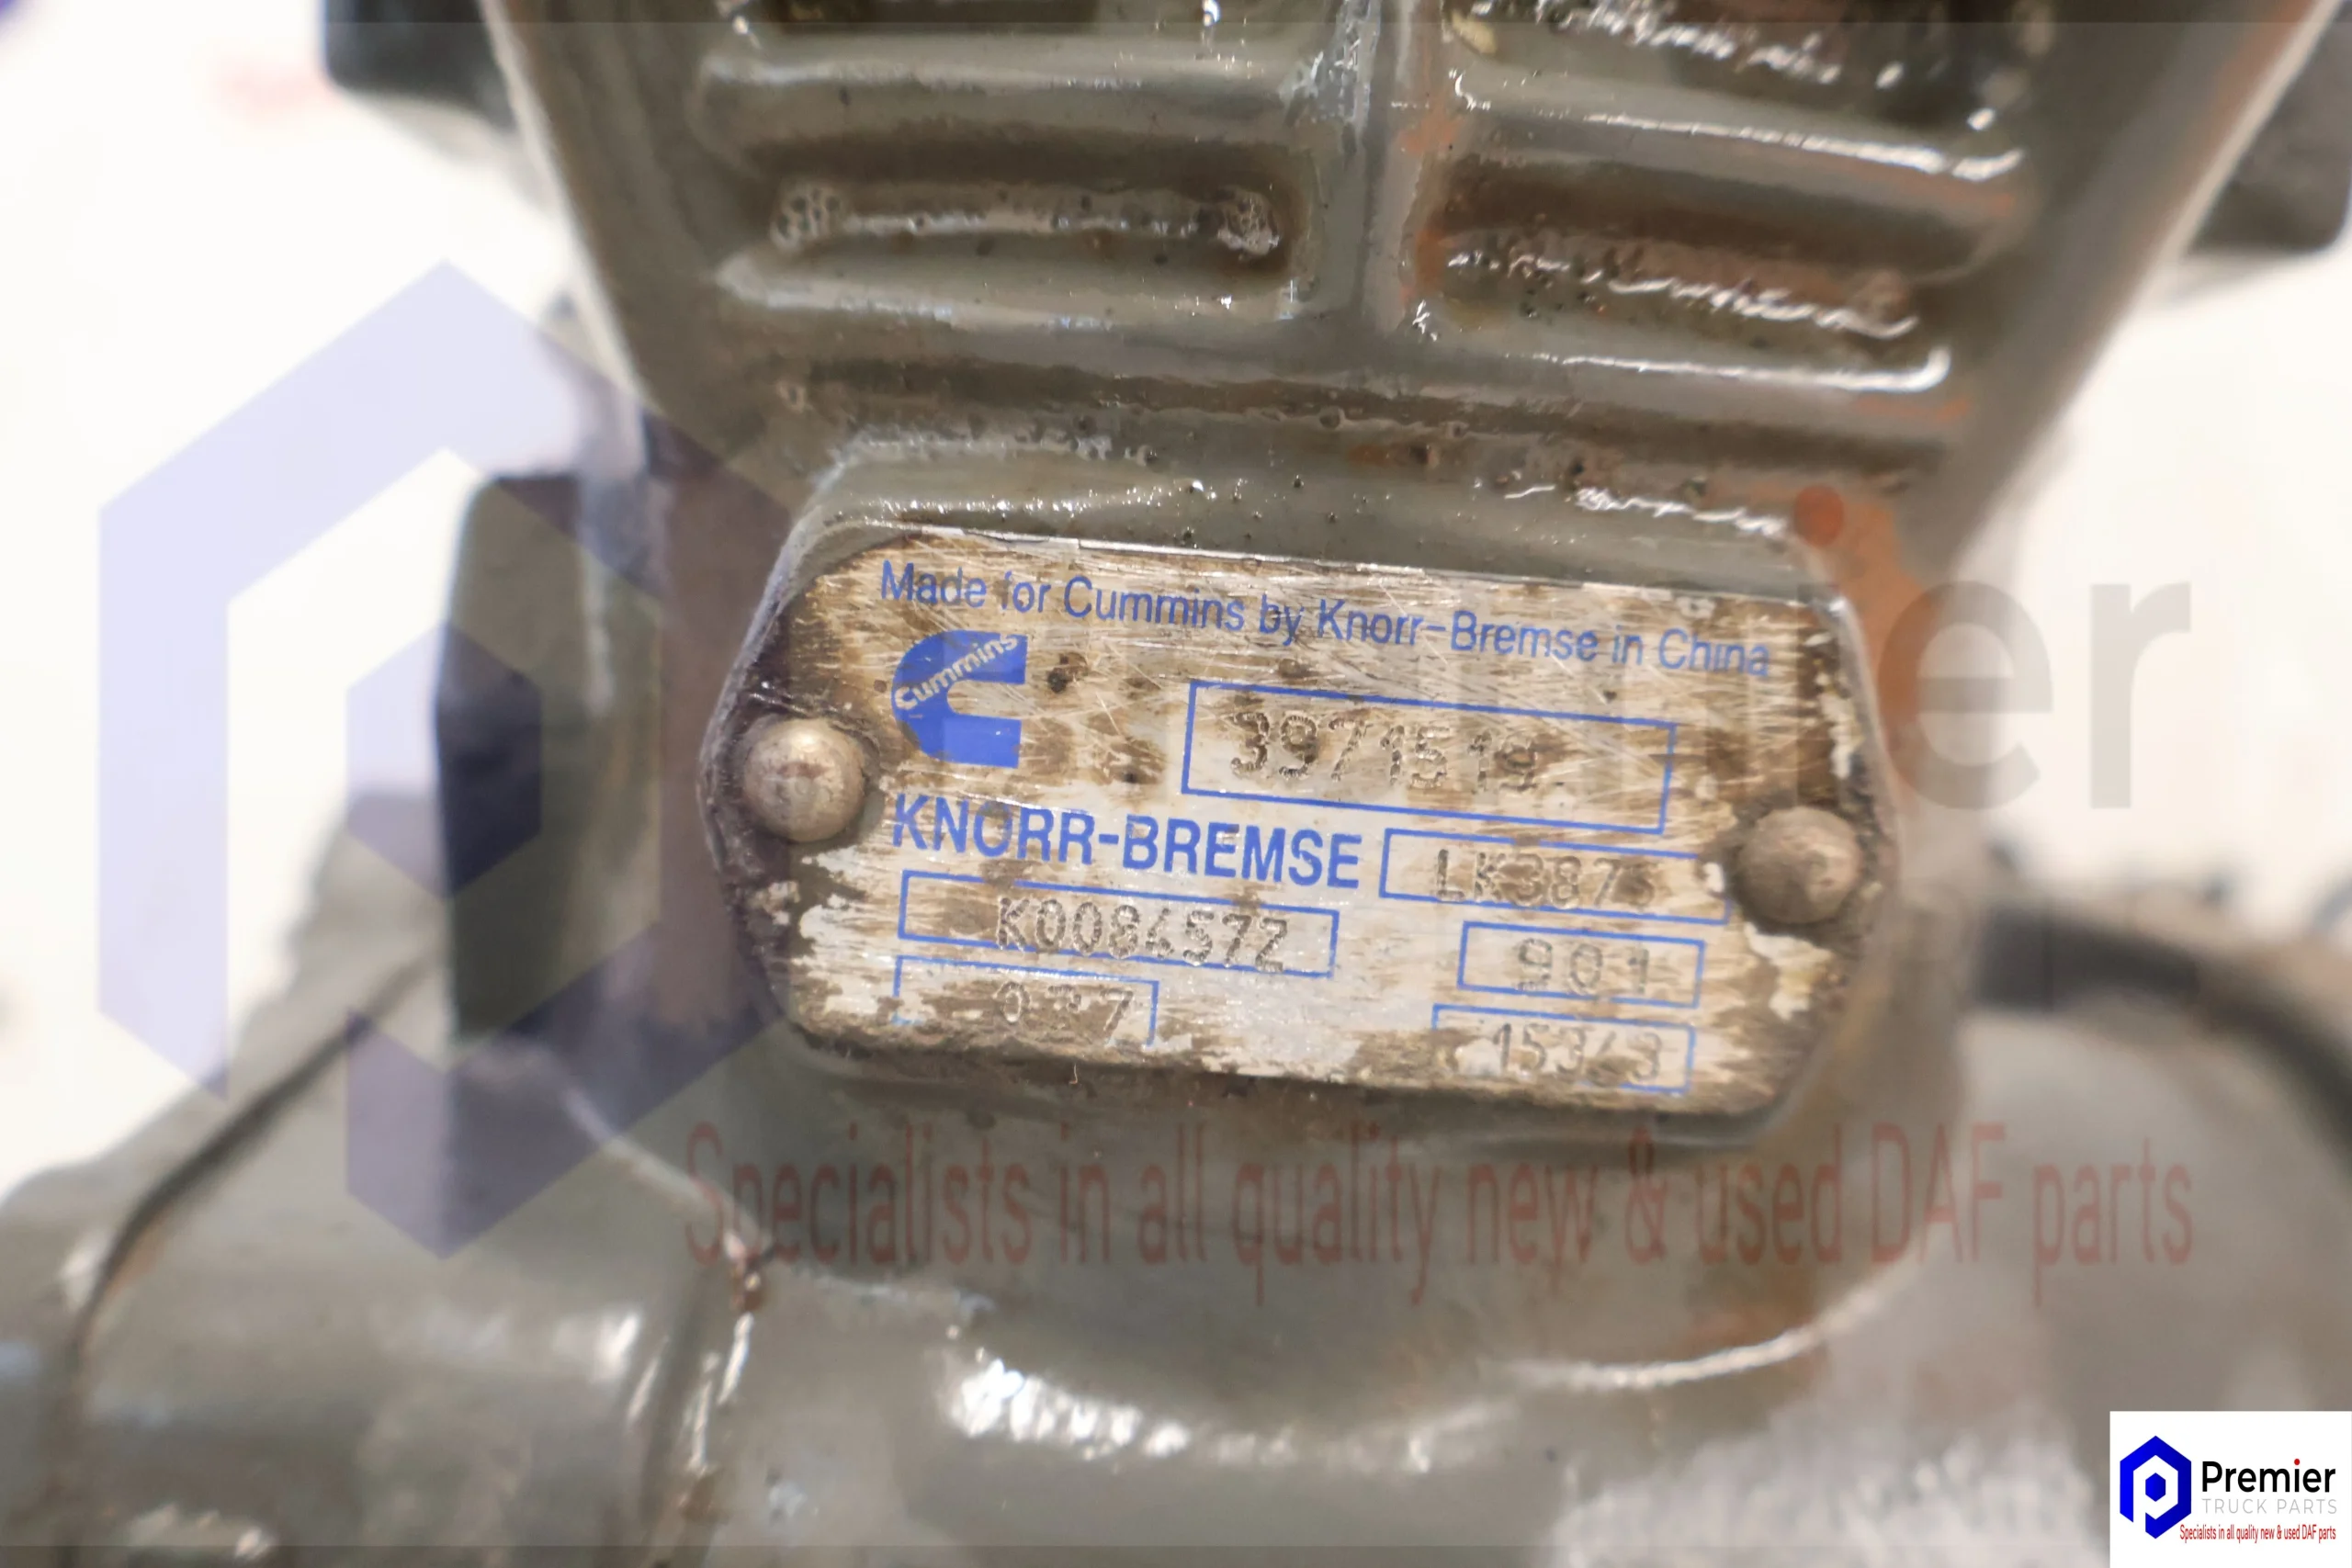 Made for Cummins by Knorr-Bremse in China
Cummins
3971519
KNORR-BREMSE
LK3875
K008457Z
901
15343
Specialists in all quality new & used DAF parts
Premier
TRUCK PARTS
Specialists in all quality new & used DAF parts